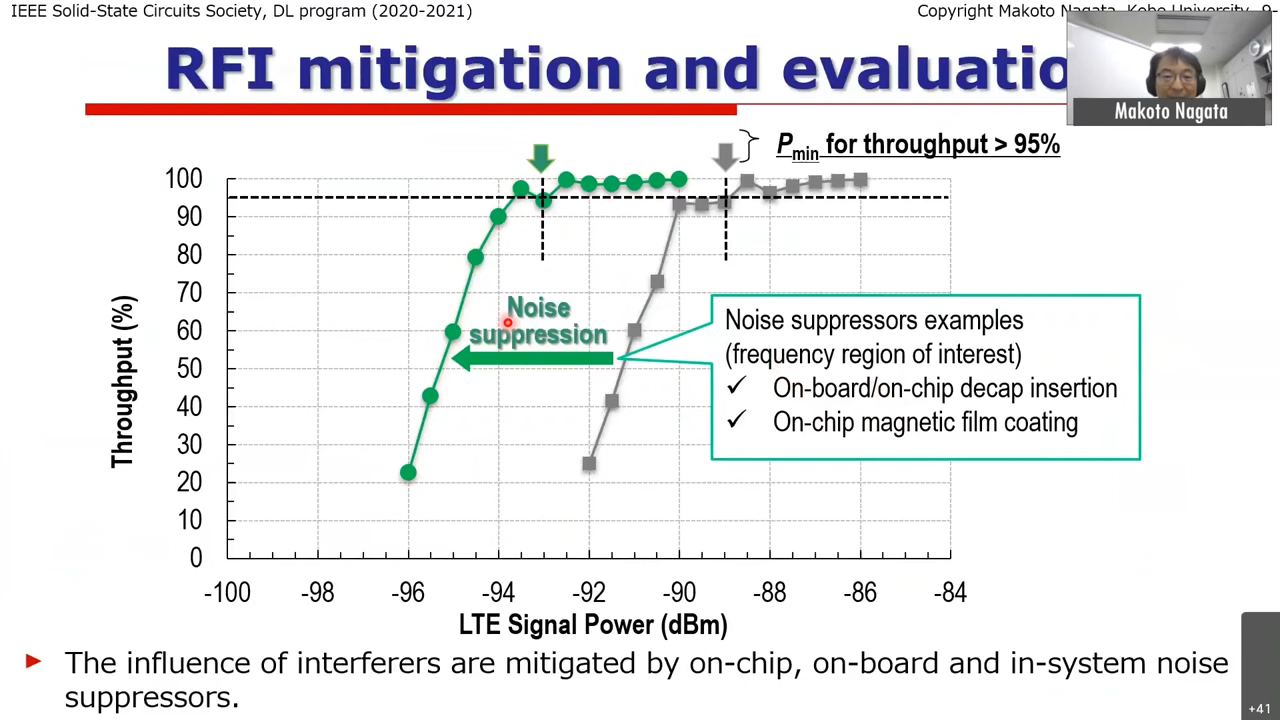 IEEE Solid-State Circuits Society, DL program (2020-2021)
Copyright Makoto Nagata, Kobe University, 9-
RFI mitigation and evaluatio
Makoto Nagata
Pmin for throughput > 95%
100
90
80
70
60
50
40
30
20
10
0
Throughput (%)
Noise
suppression
Noise suppressors examples
(frequency region of interest)
✓ On-board/on-chip decap insertion
✓ On-chip magnetic film coating
-100 -98 -96 -94 -92 -90 -88 -86 -84
LTE Signal Power (dBm)
The influence of interferers are mitigated by on-chip, on-board and in-system noise
suppressors.
+41